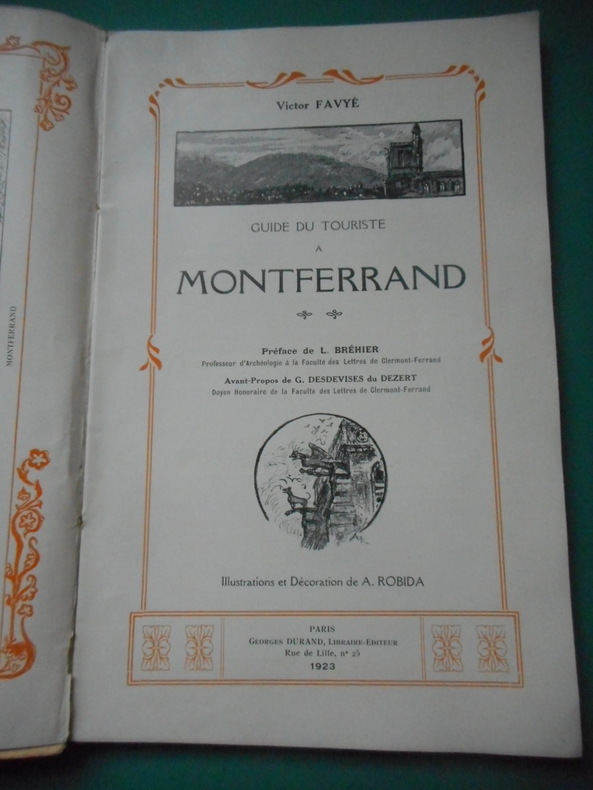 Victor FAVYÉ
GUIDE DU TOURISTE
A
MONTFERRAND
Préface de L. BRÉHIER
Professeur d'Archéologie à la Faculté des Lettres de Clermont-Ferrand
Avant-Propos de G. DESDEVISES du DEZERT
Doyen Honoraire de la Faculté des Lettres de Clermont-Ferrand
Illustrations et Décoration de A. ROBIDA
PARIS
GEORGES DURAND, LIBRAIRE-EDITEUR
Rue de Lille, nº 25
1923
MONTFERRAND